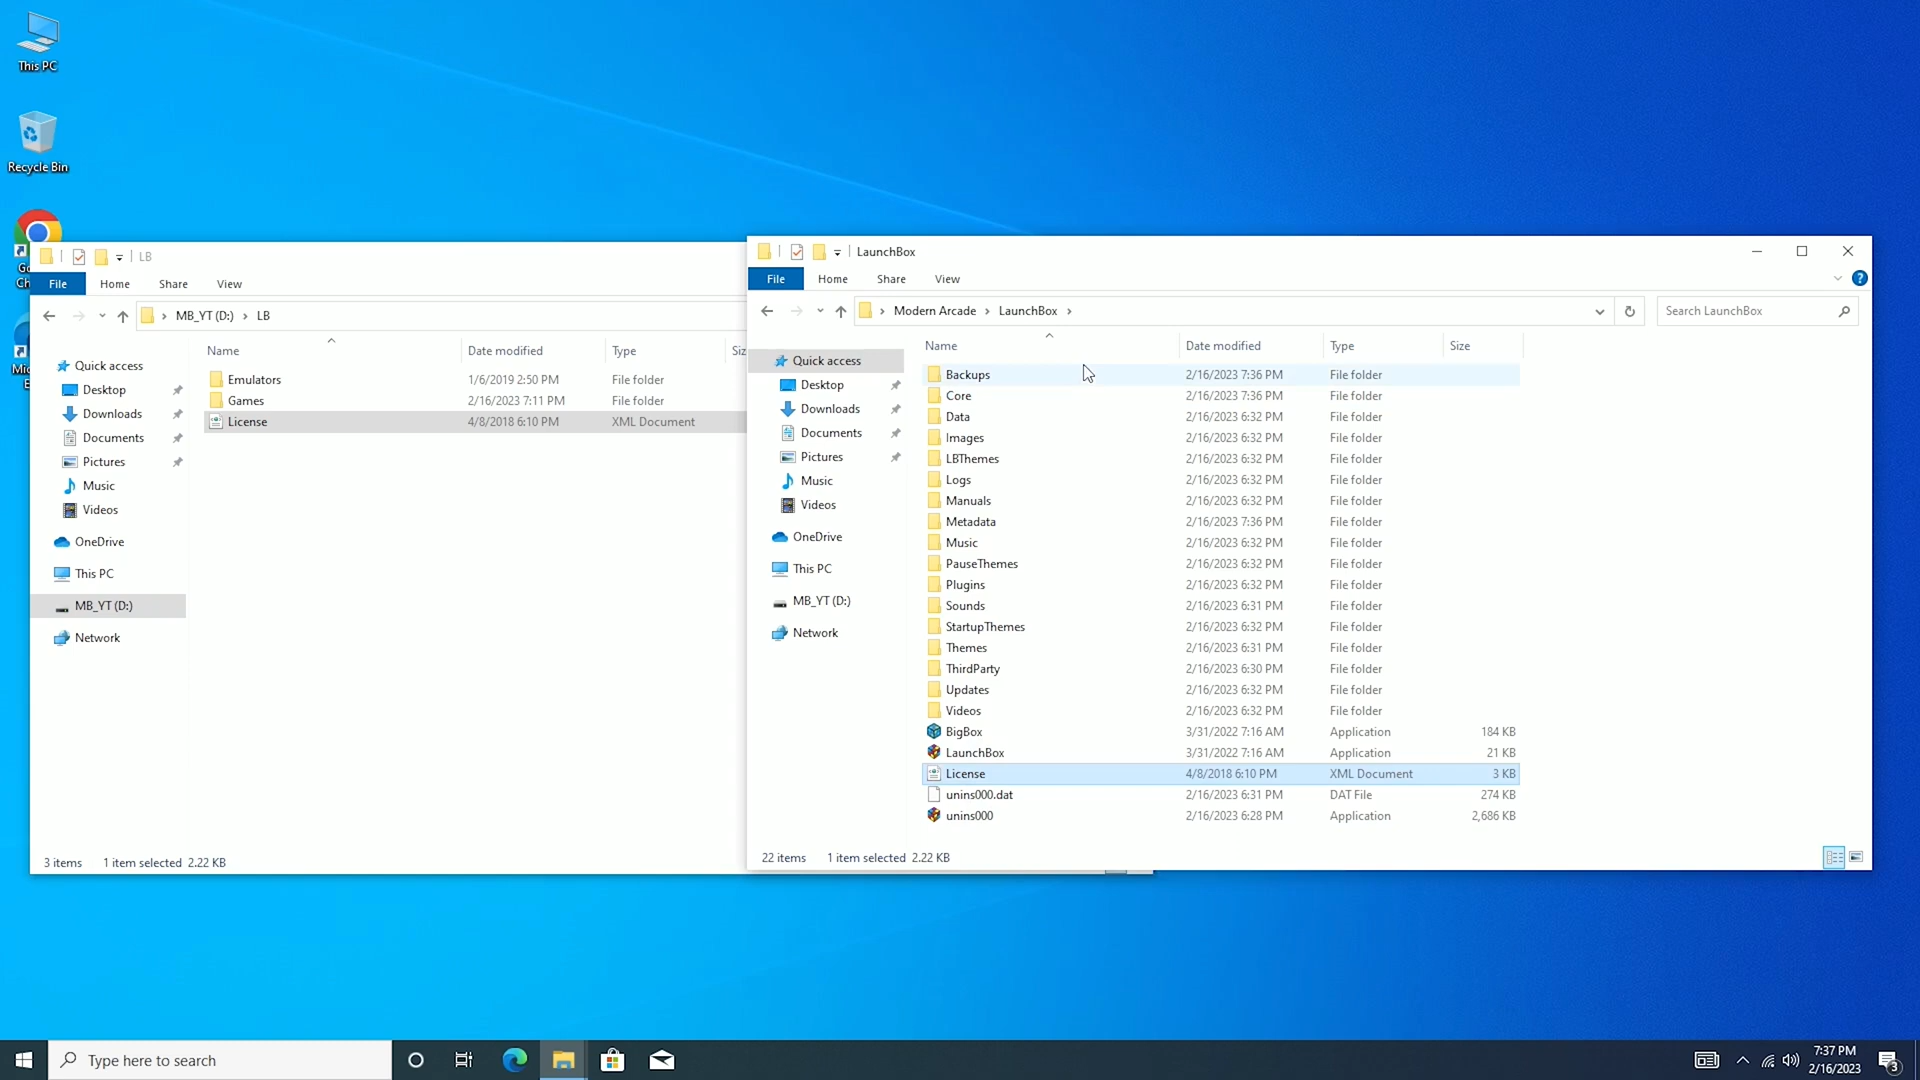 This PC
Recycle Bin
LB
File Home Share View
MB_YT (D:) LB
Name Date modified Type
Quick access
Desktop
Downloads
Documents
Pictures
Music
Videos
OneDrive
This PC
MB_YT (D:)
Network
Emulators 1/6/2019 2:50 PM File folder
Games 2/16/2023 7:11 PM File folder
License 4/8/2018 6:10 PM XML Document
3 items 1 item selected 2.22 KB
LaunchBox
File Home Share View
Modern Arcade LaunchBox
Search LaunchBox
Name Date modified Type Size
Quick access
Desktop
Downloads
Documents
Pictures
Music
Videos
OneDrive
This PC
MB_YT (D:)
Network
Backups 2/16/2023 7:36 PM File folder
Core 2/16/2023 7:36 PM File folder
Data 2/16/2023 6:32 PM File folder
Images 2/16/2023 6:32 PM File folder
LBThemes 2/16/2023 6:32 PM File folder
Logs 2/16/2023 6:32 PM File folder
Manuals 2/16/2023 6:32 PM File folder
Metadata 2/16/2023 7:36 PM File folder
Music 2/16/2023 6:32 PM File folder
PauseThemes 2/16/2023 6:32 PM File folder
Plugins 2/16/2023 6:32 PM File folder
Sounds 2/16/2023 6:31 PM File folder
StartupThemes 2/16/2023 6:32 PM File folder
Themes 2/16/2023 6:31 PM File folder
ThirdParty 2/16/2023 6:30 PM File folder
Updates 2/16/2023 6:32 PM File folder
Videos 2/16/2023 6:32 PM File folder
BigBox 3/31/2022 7:16 AM Application 184 KB
LaunchBox 3/31/2022 7:16 AM Application 21 KB
License 4/8/2018 6:10 PM XML Document 3 KB
unins000.dat 2/16/2023 6:31 PM DAT File 274 KB
unins000 2/16/2023 6:28 PM Application 2,686 KB
22 items 1 item selected 2.22 KB
Type here to search
7:37 PM
2/16/2023
3